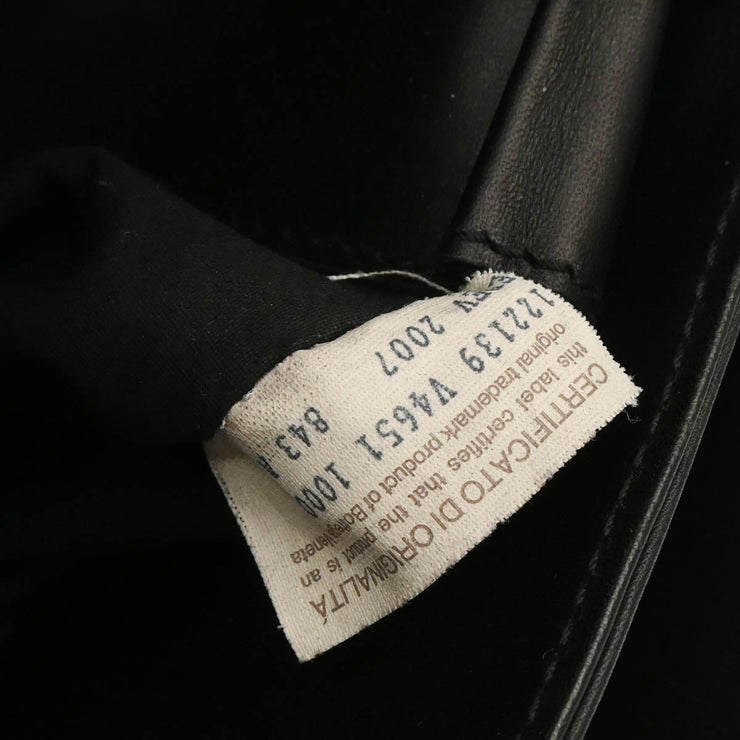 CERTIFICATO DI ORIGINALITÁ
this label certifies that the product is an
original trademark product of Bottega Veneta
122139 V4651 1000
2007
843